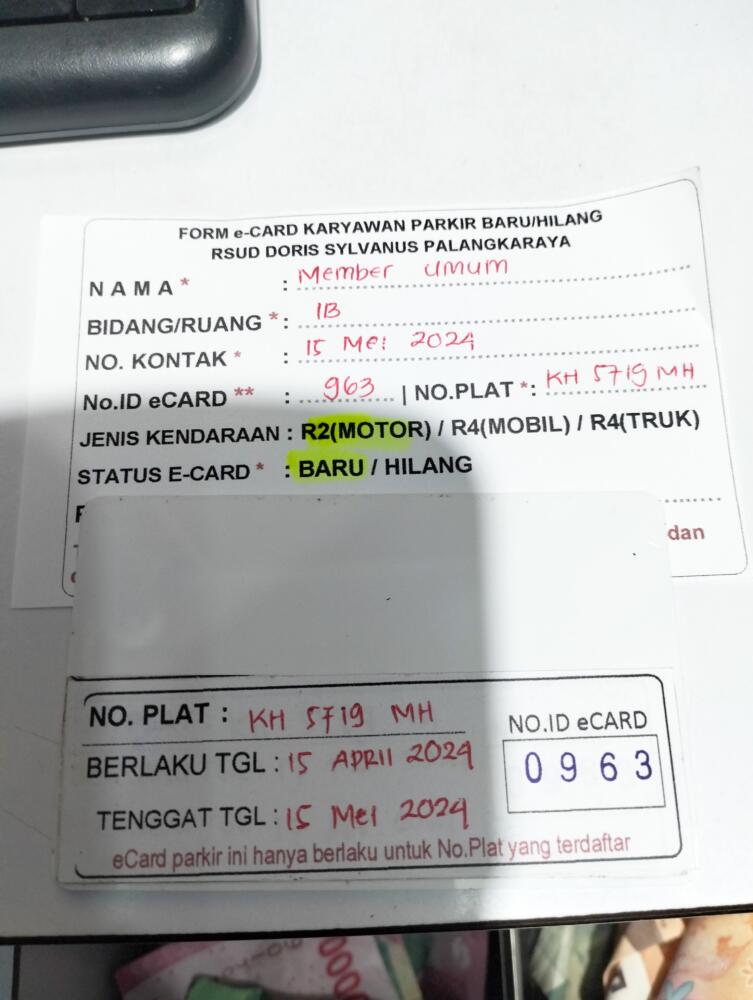 FORM e-CARD KARYAWAN PARKIR BARU/HILANG
RSUD DORIS SYLVANUS PALANGKARAYA
N A M A * : Member umum
BIDANG/RUANG * : IB
NO. KONTAK * : 15 Mei 2024
No.ID eCARD ** : 963 | NO.PLAT * : KH 5719 MH
JENIS KENDARAAN : R2(MOTOR) / R4(MOBIL) / R4(TRUK)
STATUS E-CARD * : BARU / HILANG
dan
NO. PLAT : KH 5719 MH
BERLAKU TGL : 15 APRIL 2024
TENGGAT TGL : 15 Mei 2024
NO.ID eCARD
0963
eCard parkir ini hanya berlaku untuk No.Plat yang terdaftar